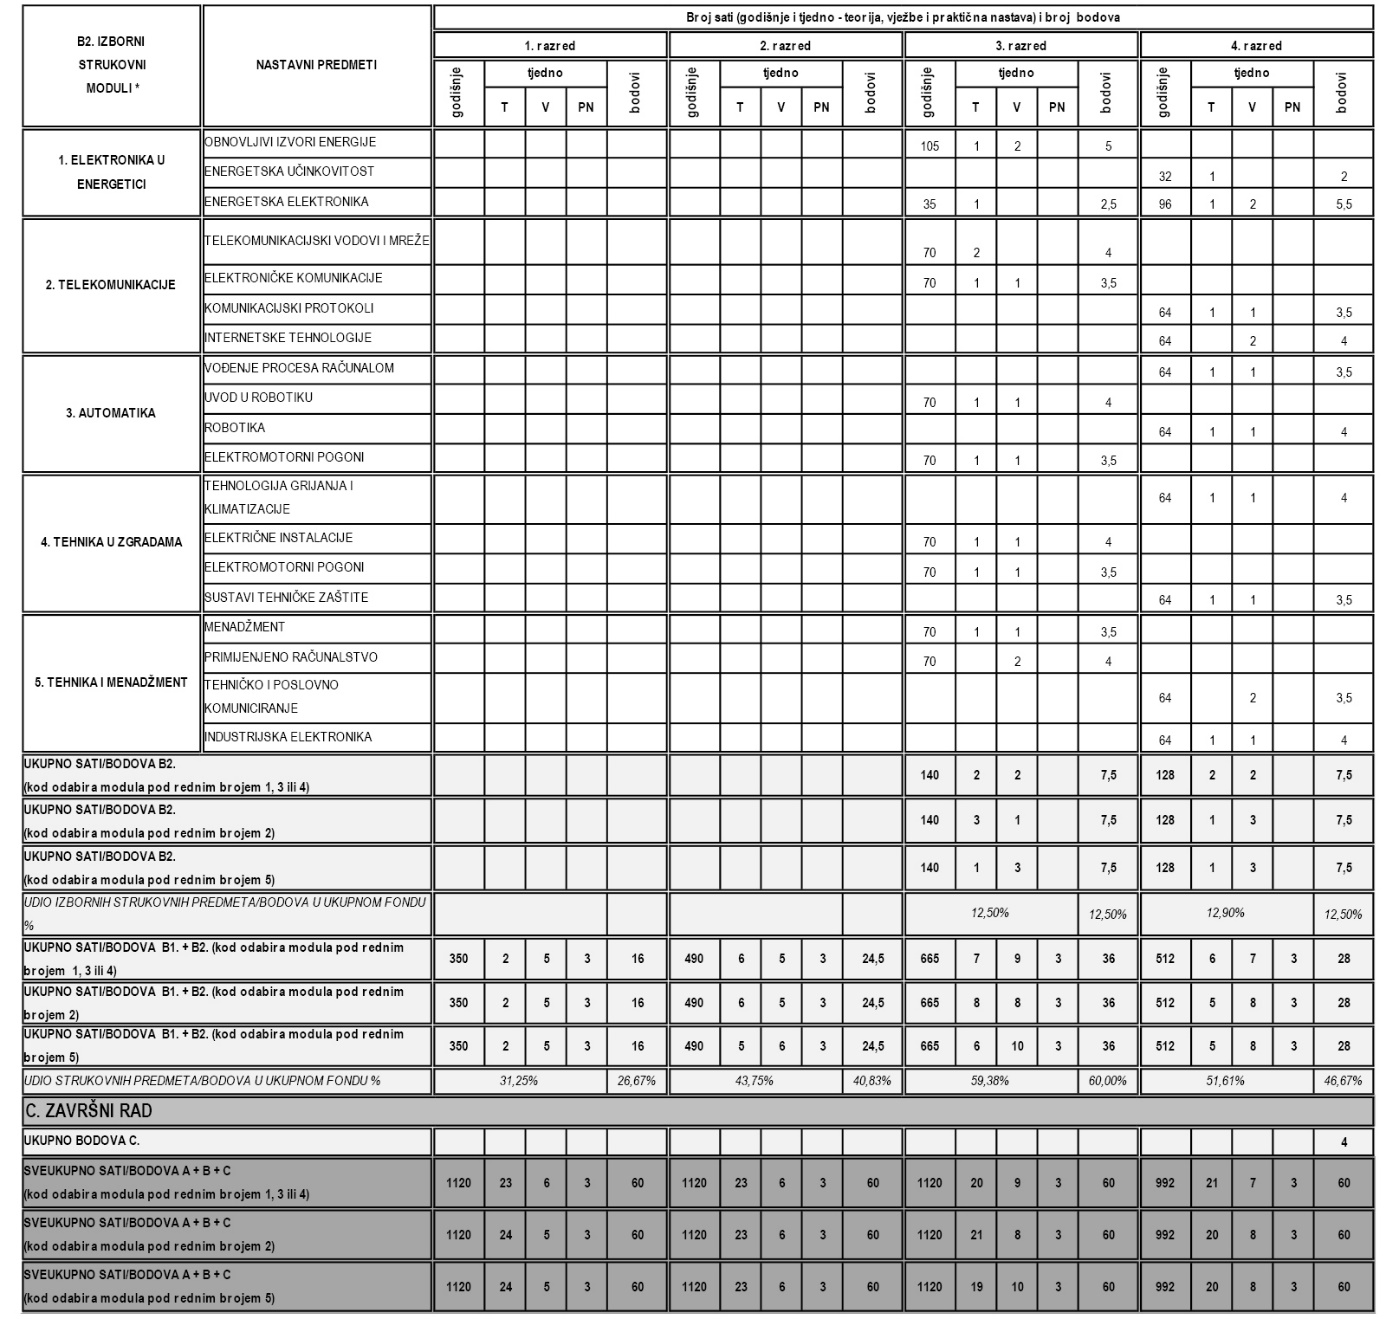 B2. IZBORNI STRUKOVNI MODULI * NASTAVNI PREDMETI Broj sati (godišnje i tjedno - teorija, vježbe i praktična nastava) i broj bodova
1. razred 2. razred 3. razred 4. razred
godišnje tjedno bodovi godišnje tjedno bodovi godišnje tjedno bodovi godišnje tjedno bodovi
T V PN T V PN T V PN T V PN
1. ELEKTRONIKA U ENERGETICI
OBNOVLJIVI IZVORI ENERGIJE 105 1 2 5
ENERGETSKA UČINKOVITOST 32 1 2
ENERGETSKA ELEKTRONIKA 35 1 2,5 96 1 2 5,5
2. TELEKOMUNIKACIJE
TELEKOMUNIKACIJSKI VODOVI I MREŽE 70 2 4
ELEKTRONIČKE KOMUNIKACIJE 70 1 1 3,5
KOMUNIKACIJSKI PROTOKOLI 64 1 1 3,5
INTERNETSKE TEHNOLOGIJE 64 2 4
3. AUTOMATIKA
VOĐENJE PROCESA RAČUNALOM 64 1 1 3,5
UVOD U ROBOTIKU 70 1 1 4
ROBOTIKA 64 1 1 4
ELEKTROMOTORNI POGONI 70 1 1 3,5
4. TEHNIKA U ZGRADAMA
TEHNOLOGIJA GRIJANJA I
KLIMATIZACIJE 64 1 1 4
ELEKTRIČNE INSTALACIJE 70 1 1 4
ELEKTROMOTORNI POGONI 70 1 1 3,5
SUSTAVI TEHNIČKE ZAŠTITE 64 1 1 3,5
5. TEHNIKA I MENADŽMENT
MENADŽMENT 70 1 1 3,5
PRIMIJENJENO RAČUNALSTVO 70 2 4
TEHNIČKO I POSLOVNO
KOMUNICIRANJE 64 2 3,5
INDUSTRIJSKA ELEKTRONIKA 64 1 1 4
UKUPNO SATI/BODOVA B2.
(kod odabira modula pod rednim brojem 1, 3 ili 4) 140 2 2 7,5 128 2 2 7,5
UKUPNO SATI/BODOVA B2.
(kod odabira modula pod rednim brojem 2) 140 3 1 7,5 128 1 3 7,5
UKUPNO SATI/BODOVA B2.
(kod odabira modula pod rednim brojem 5) 140 1 3 7,5 128 1 3 7,5
UDIO IZBORNIH STRUKOVNIH PREDMETA/BODOVA U UKUPNOM FONDU
% 12,50% 12,50% 12,90% 12,50%
UKUPNO SATI/BODOVA B1. + B2. (kod odabira modula pod rednim
brojem 1, 3 ili 4) 350 2 5 3 16 490 6 5 3 24,5 665 7 9 3 36 512 6 7 3 28
UKUPNO SATI/BODOVA B1. + B2. (kod odabira modula pod rednim
brojem 2) 350 2 5 3 16 490 6 5 3 24,5 665 8 8 3 36 512 5 8 3 28
UKUPNO SATI/BODOVA B1. + B2. (kod odabira modula pod rednim
brojem 5) 350 2 5 3 16 490 5 6 3 24,5 665 6 10 3 36 512 5 8 3 28
UDIO STRUKOVNIH PREDMETA/BODOVA U UKUPNOM FONDU % 31,25% 26,67% 43,75% 40,83% 59,38% 60,00% 51,61% 46,67%
C. ZAVRŠNI RAD
UKUPNO BODOVA C. 4
SVEUKUPNO SATI/BODOVA A + B + C
(kod odabira modula pod rednim brojem 1, 3 ili 4) 1120 23 6 3 60 1120 23 6 3 60 1120 20 9 3 60 992 21 7 3 60
SVEUKUPNO SATI/BODOVA A + B + C
(kod odabira modula pod rednim brojem 2) 1120 24 5 3 60 1120 23 6 3 60 1120 21 8 3 60 992 20 8 3 60
SVEUKUPNO SATI/BODOVA A + B + C
(kod odabira modula pod rednim brojem 5) 1120 24 5 3 60 1120 23 6 3 60 1120 19 10 3 60 992 20 8 3 60